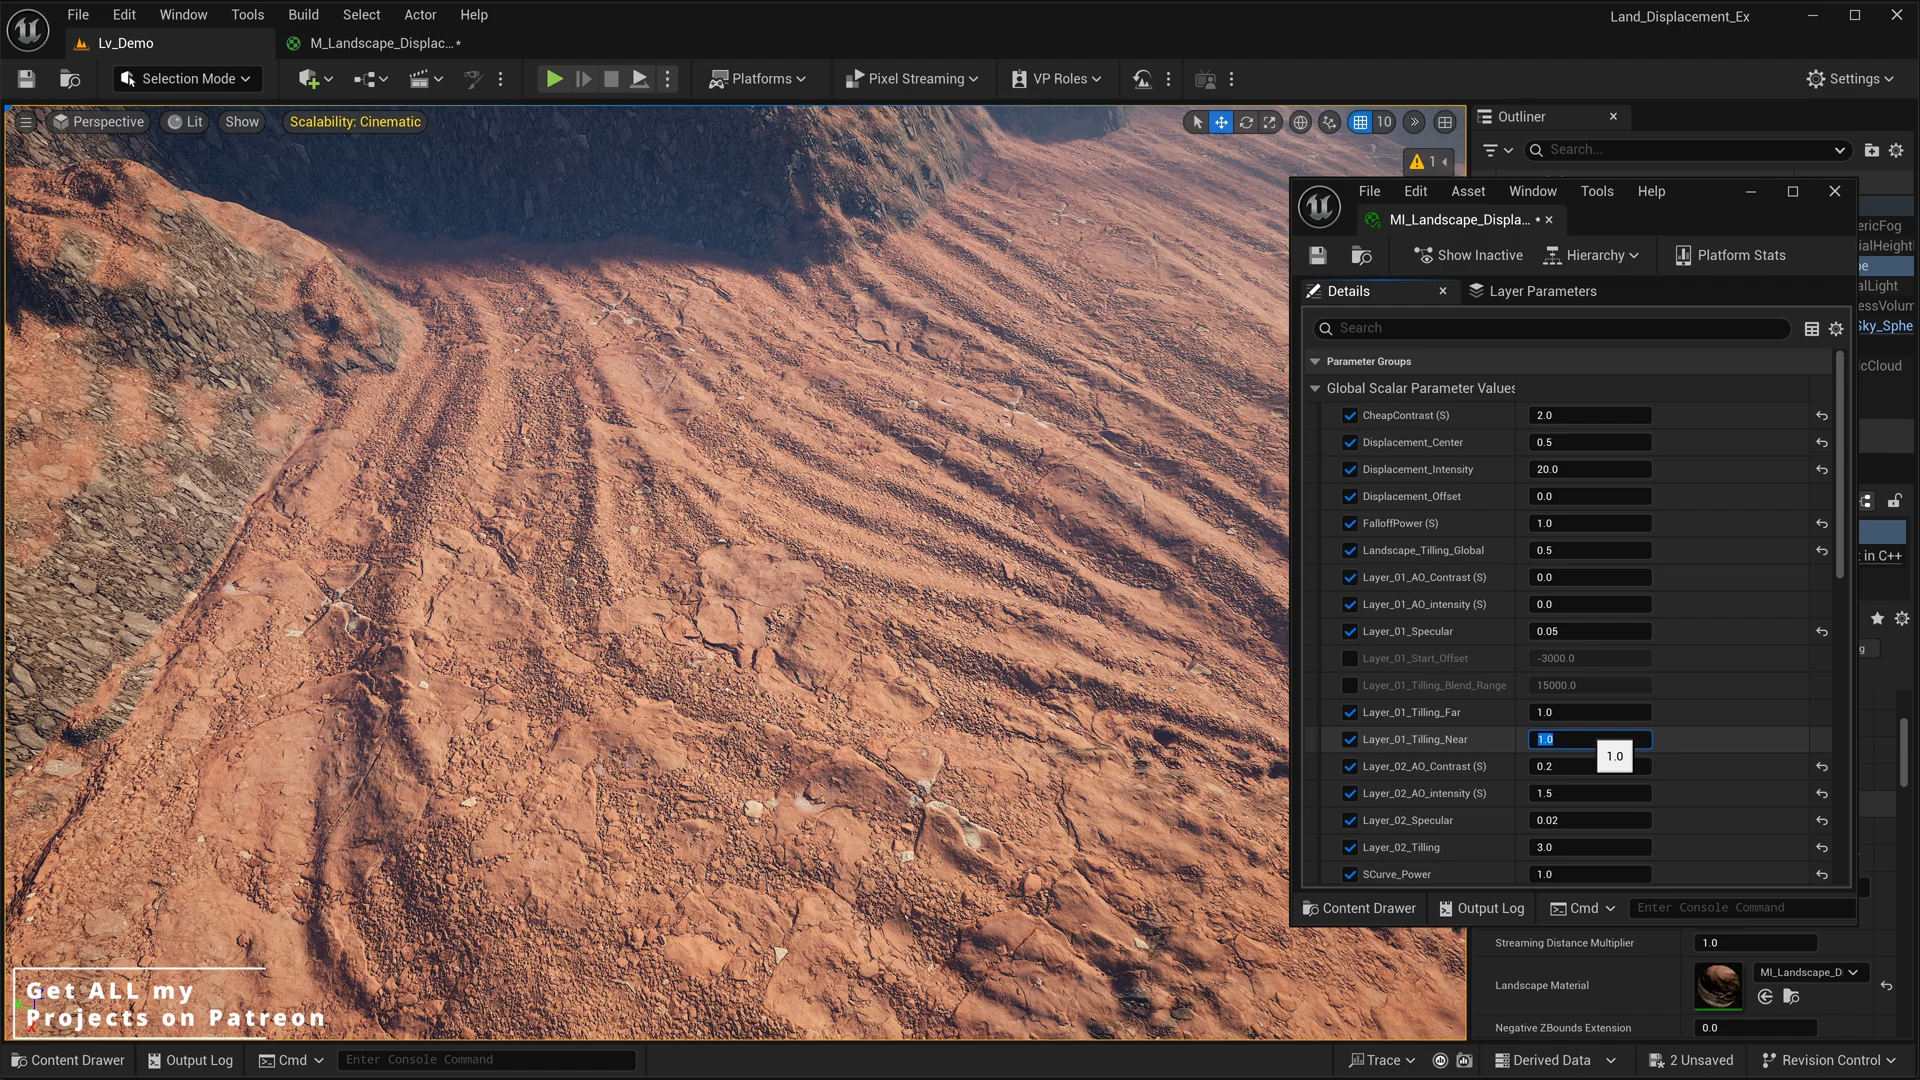 File Edit Window Tools Build Select Actor Help
Land_Displacement_Ex
Lv_Demo
M_Landscape_Displac...*
Selection Mode
Platforms
Pixel Streaming
VP Roles
Settings
Perspective Lit Show Scalability: Cinematic
10
1
Outliner
Search...
File Edit Asset Window Tools Help
MI_Landscape_Displa... *
Show Inactive
Hierarchy
Platform Stats
Details
Layer Parameters
Search
Parameter Groups
Global Scalar Parameter Values
CheapContrast (S) 2.0
Displacement_Center 0.5
Displacement_Intensity 20.0
Displacement_Offset 0.0
FalloffPower (S) 1.0
Landscape_Tilling_Global 0.5
Layer_01_AO_Contrast (S) 0.0
Layer_01_AO_intensity (S) 0.0
Layer_01_Specular 0.05
Layer_01_Start_Offset -3000.0
Layer_01_Tilling_Blend_Range 15000.0
Layer_01_Tilling_Far 1.0
Layer_01_Tilling_Near 1.0
1.0
Layer_02_AO_Contrast (S) 0.2
Layer_02_AO_intensity (S) 1.5
Layer_02_Specular 0.02
Layer_02_Tilling 3.0
SCurve_Power 1.0
Content Drawer Output Log Cmd Enter Console Command
ericFog
ialHeight
pe
alLight
essVolum
Sky_Sphe
icCloud
t in C++
g
Streaming Distance Multiplier 1.0
Landscape Material MI_Landscape_D
Negative ZBounds Extension 0.0
Get ALL my
Projects on Patreon
Content Drawer Output Log Cmd Enter Console Command
Trace
Derived Data
2 Unsaved
Revision Control